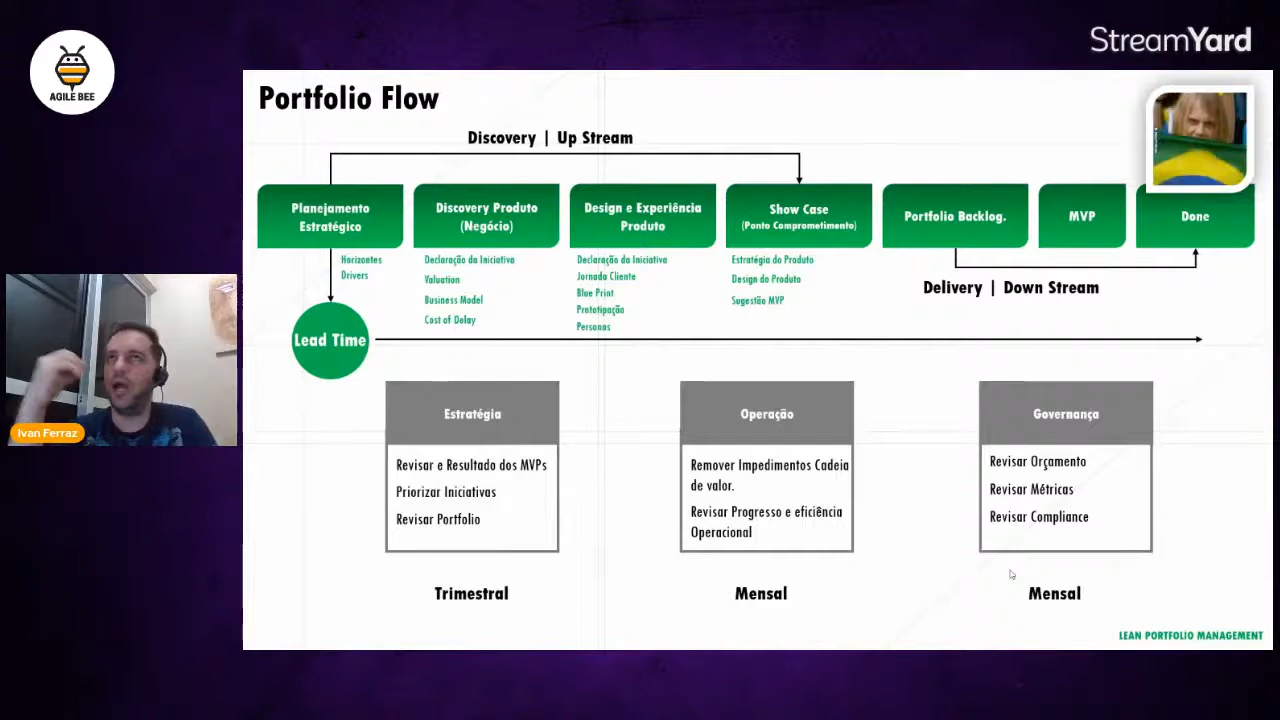 AGILE BEE
StreamYard
Portfolio Flow
Discovery | Up Stream
Planejamento
Estratégico
Discovery Produto
(Negócio)
Design e Experiência
Produto
Show Case
(Ponto Comprometimento)
Portfolio Backlog.
MVP
Done
Horizontes
Drivers
Declaração da Iniciativa
Valuation
Business Model
Cost of Delay
Declaração da Iniciativa
Jornada Cliente
Blue Print
Prototipação
Personas
Estratégia do Produto
Design do Produto
Sugestão MVP
Delivery | Down Stream
Lead Time
Estratégia
Revisar e Resultado dos MVPs
Priorizar Iniciativas
Revisar Portfolio
Trimestral
Operação
Remover Impedimentos Cadeia
de valor.
Revisar Progresso e eficiência
Operacional
Mensal
Governança
Revisar Orçamento
Revisar Métricas
Revisar Compliance
Mensal
LEAN PORTFOLIO MANAGEMENT
Ivan Ferraz